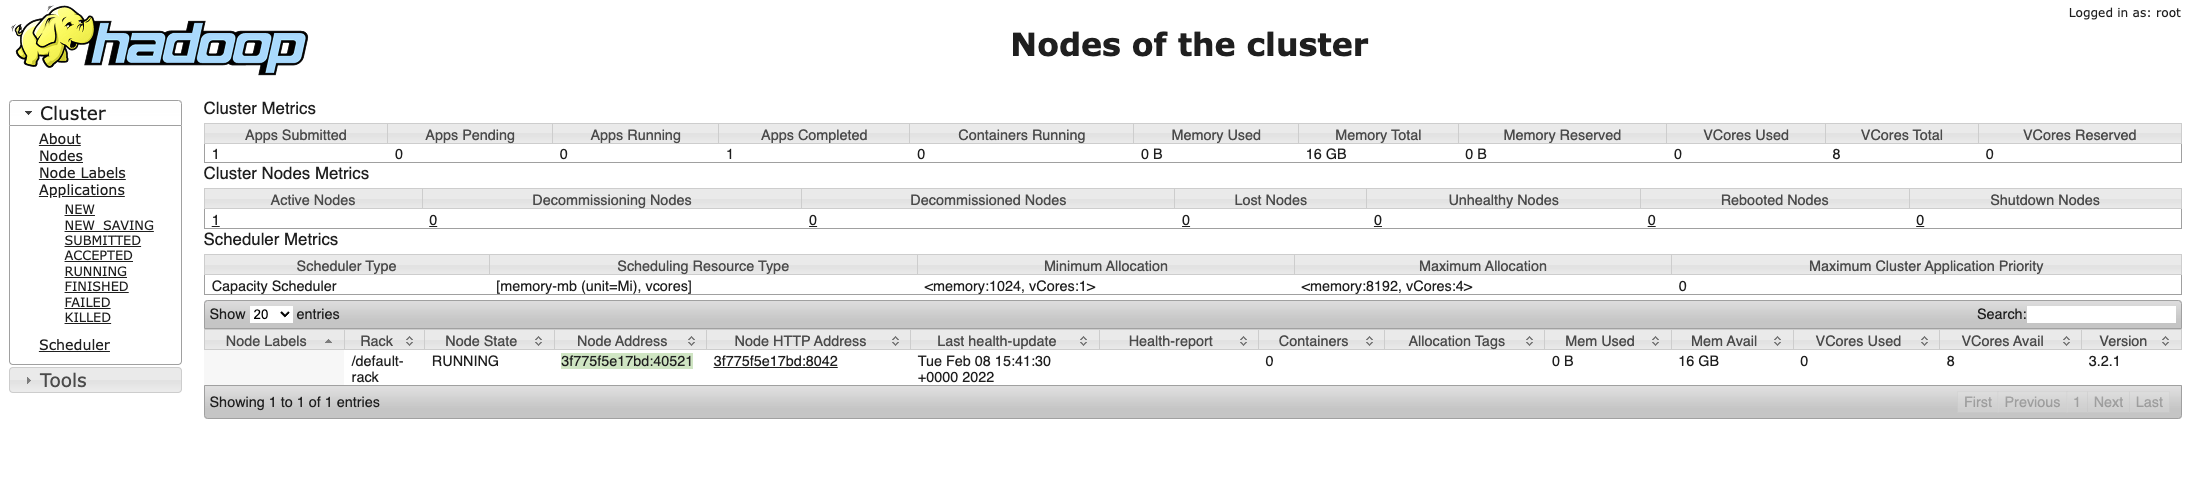 hadoop
Logged in as: root
Nodes of the cluster
Cluster
About
Nodes
Node Labels
Applications
NEW
NEW_SAVING
SUBMITTED
ACCEPTED
RUNNING
FINISHED
FAILED
KILLED
Scheduler
Tools
Cluster Metrics
Apps Submitted Apps Pending Apps Running Apps Completed Containers Running Memory Used Memory Total Memory Reserved VCores Used VCores Total VCores Reserved
1 0 0 1 0 0 B 16 GB 0 B 0 8 0
Cluster Nodes Metrics
Active Nodes Decommissioning Nodes Decommissioned Nodes Lost Nodes Unhealthy Nodes Rebooted Nodes Shutdown Nodes
1 0 0 0 0 0 0
Scheduler Metrics
Scheduler Type Scheduling Resource Type Minimum Allocation Maximum Allocation Maximum Cluster Application Priority
Capacity Scheduler [memory-mb (unit=Mi), vcores] <memory:1024, vCores:1> <memory:8192, vCores:4> 0
Show 20 entries Search:
Node Labels Rack Node State Node Address Node HTTP Address Last health-update Health-report Containers Allocation Tags Mem Used Mem Avail VCores Used VCores Avail Version
/default- RUNNING 3f775f5e17bd:40521 3f775f5e17bd:8042 Tue Feb 08 15:41:30 0 0 B 16 GB 0 8 3.2.1
rack +0000 2022
Showing 1 to 1 of 1 entries First Previous 1 Next Last